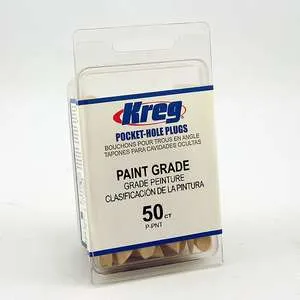 Kreg
POCKET-HOLE PLUGS
BOUCHONS POUR TROUS EN ANGLE
TAPONES PARA CAVIDADES OCULTAS
PAINT GRADE
GRADE PEINTURE
CLASIFICACIÓN DE LA PINTURA
50 CT
P-PNT